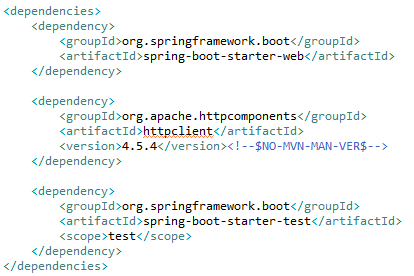 <dependencies>
<dependency>
<groupId>org.springframework.boot</groupId>
<artifactId>spring-boot-starter-web</artifactId>
</dependency>
<dependency>
<groupId>org.apache.httpcomponents</groupId>
<artifactId>httpclient</artifactId>
<version>4.5.4</version><!--$NO-MVN-MAN-VER$-->
</dependency>
<dependency>
<groupId>org.springframework.boot</groupId>
<artifactId>spring-boot-starter-test</artifactId>
<scope>test</scope>
</dependency>
</dependencies>